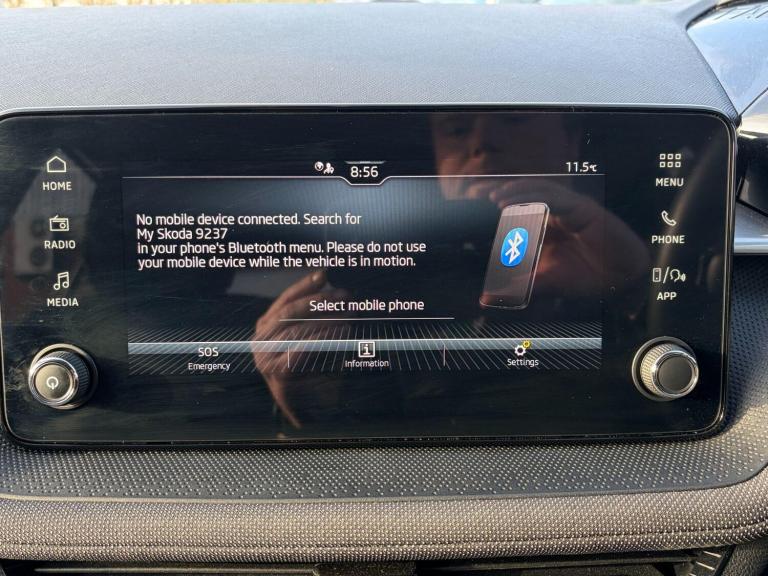 8:56
11.5°C
HOME
MENU
No mobile device connected. Search for
My Skoda 9237
in your phone's Bluetooth menu. Please do not use
your mobile device while the vehicle is in motion.
RADIO
PHONE
MEDIA
APP
Select mobile phone
SOS
Emergency
i
Information
Settings